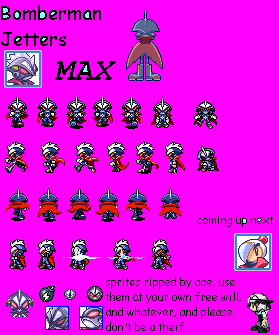 Bomberman
Jetters
MAX
coming up next
sprites ripped by ace, use
them at your own free will,
and whatever, and please,
don't be a theif